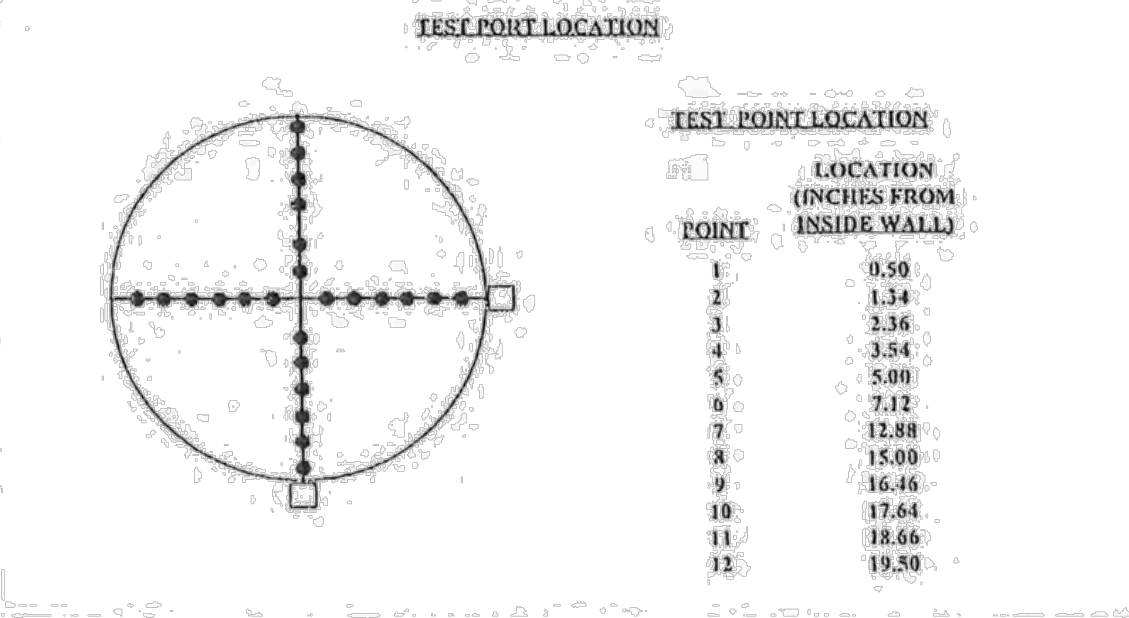 TEST PORT LOCATION
TEST POINT LOCATION
LOCATION
(INCHES FROM
POINT INSIDE WALL)
1 0.50
2 1.34
3 2.36
4 3.54
5 5.00
6 7.12
7 12.88
8 15.00
9 16.46
10 17.64
11 18.66
12 19.50